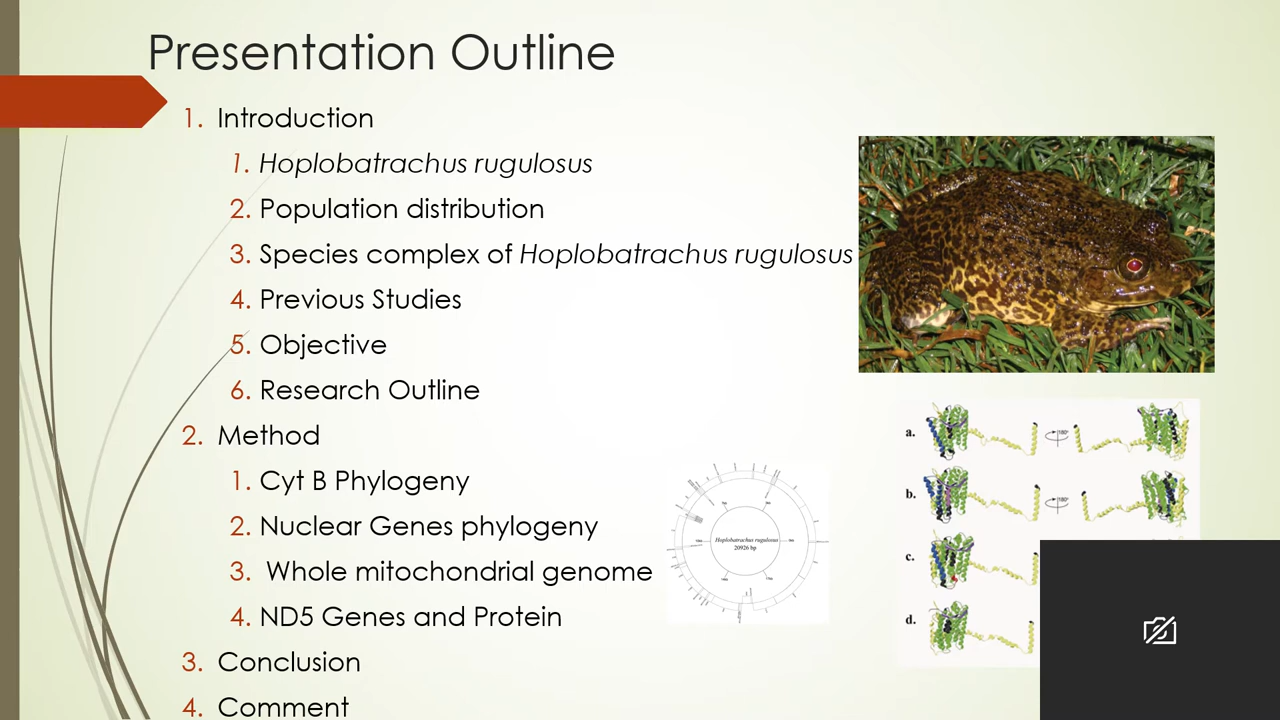 Presentation Outline
1. Introduction
1. Hoplobatrachus rugulosus
2. Population distribution
3. Species complex of Hoplobatrachus rugulosus
4. Previous Studies
5. Objective
6. Research Outline
2. Method
1. Cyt B Phylogeny
2. Nuclear Genes phylogeny
3. Whole mitochondrial genome
4. ND5 Genes and Protein
3. Conclusion
4. Comment
Hoplobatrachus rugulosus
20926 bp
a.
180°
b.
180°
c.
d.